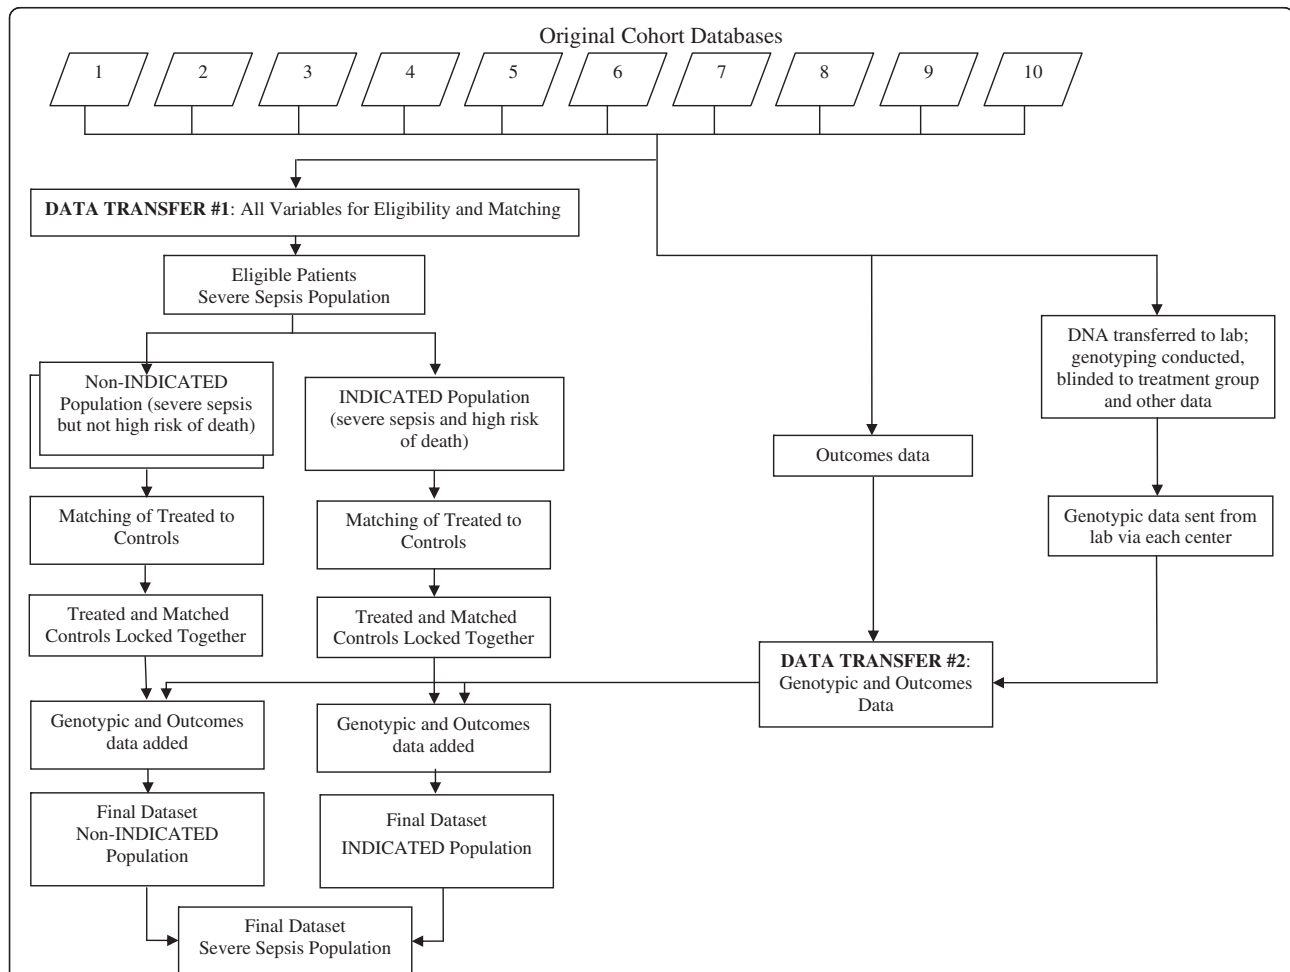 Original Cohort Databases
1 2 3 4 5 6 7 8 9 10
DATA TRANSFER #1: All Variables for Eligibility and Matching
Eligible Patients
Severe Sepsis Population
Non-INDICATED
Population (severe sepsis
but not high risk of death)
INDICATED Population
(severe sepsis and high risk
of death)
DNA transferred to lab;
genotyping conducted,
blinded to treatment group
and other data
Outcomes data
Matching of Treated to
Controls
Matching of Treated to
Controls
Genotypic data sent from
lab via each center
Treated and Matched
Controls Locked Together
Treated and Matched
Controls Locked Together
DATA TRANSFER #2:
Genotypic and Outcomes
Data
Genotypic and Outcomes
data added
Genotypic and Outcomes
data added
Final Dataset
Non-INDICATED
Population
Final Dataset
INDICATED Population
Final Dataset
Severe Sepsis Population